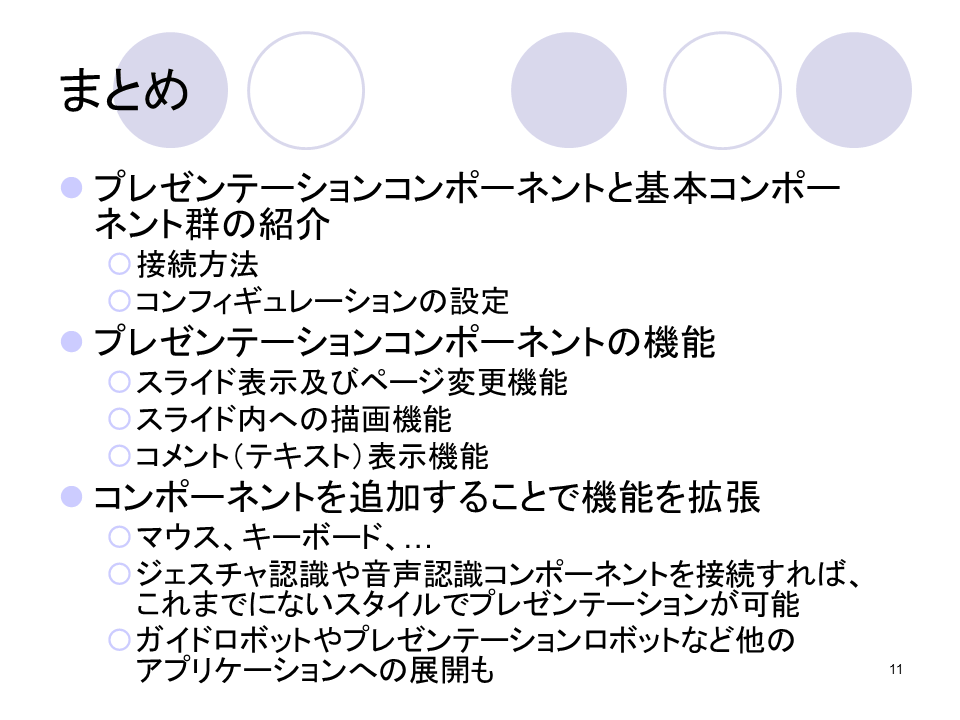 まとめ
プレゼンテーションコンポーネントと基本コンポー
ネント群の紹介
接続方法
コンフィギュレーションの設定
プレゼンテーションコンポーネントの機能
スライド表示及びページ変更機能
スライド内への描画機能
コメント（テキスト）表示機能
コンポーネントを追加することで機能を拡張
マウス、キーボード、…
ジェスチャ認識や音声認識コンポーネントを接続すれば、
これまでにないスタイルでプレゼンテーションが可能
ガイドロボットやプレゼンテーションロボットなど他の
アプリケーションへの展開も
11